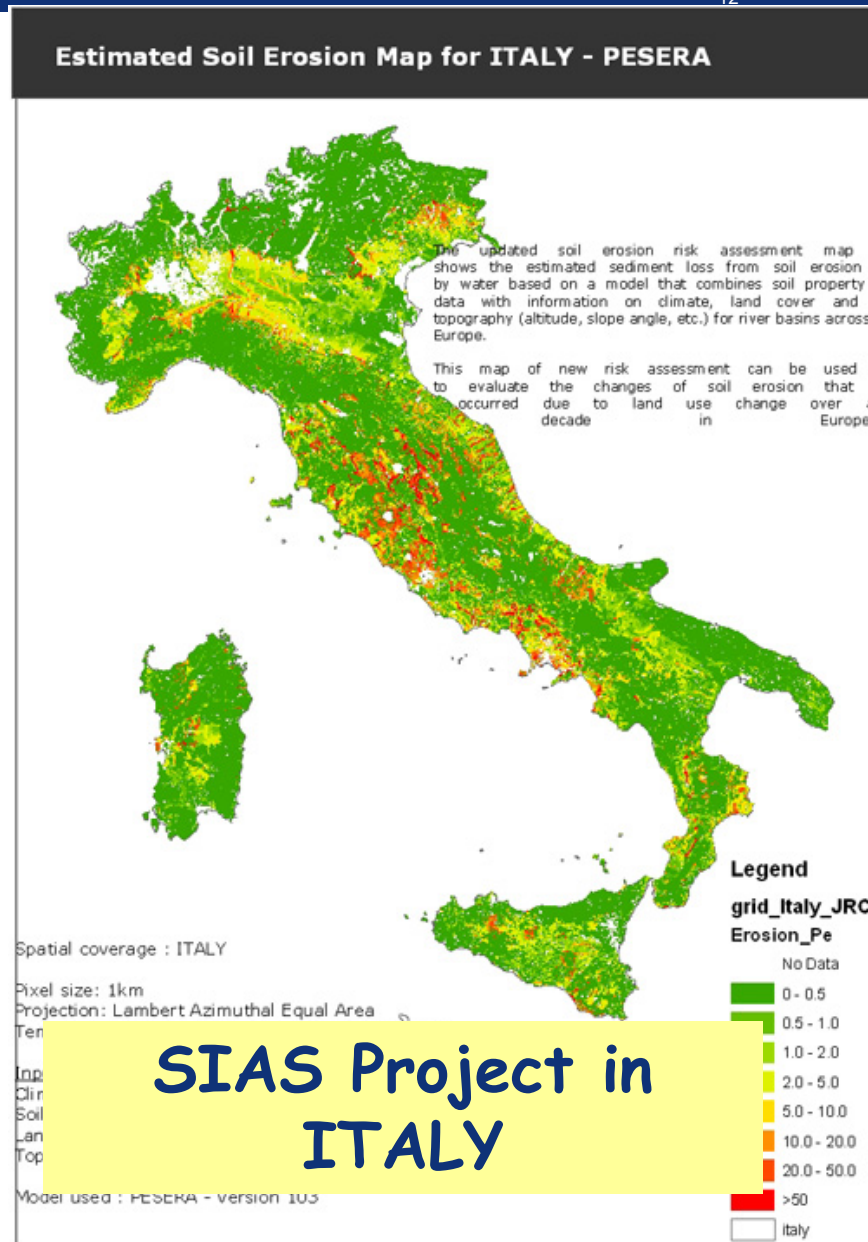 12
Estimated Soil Erosion Map for ITALY - PESERA
The updated soil erosion risk assessment map
shows the estimated sediment loss from soil erosion
by water based on a model that combines soil property
data with information on climate, land cover and
topography (altitude, slope angle, etc.) for river basins across
Europe.
This map of new risk assessment can be used
to evaluate the changes of soil erosion that
occurred due to land use change over
decade in Europe
Legend
grid_Italy_JRC
Erosion_Pe
No Data
0 - 0.5
0.5 - 1.0
1.0 - 2.0
2.0 - 5.0
5.0 - 10.0
10.0 - 20.0
20.0 - 50.0
>50
italy
Spatial coverage : ITALY
Pixel size: 1km
Projection: Lambert Azimuthal Equal Area
SIAS Project in
ITALY
Model used : PESERA - Version 103